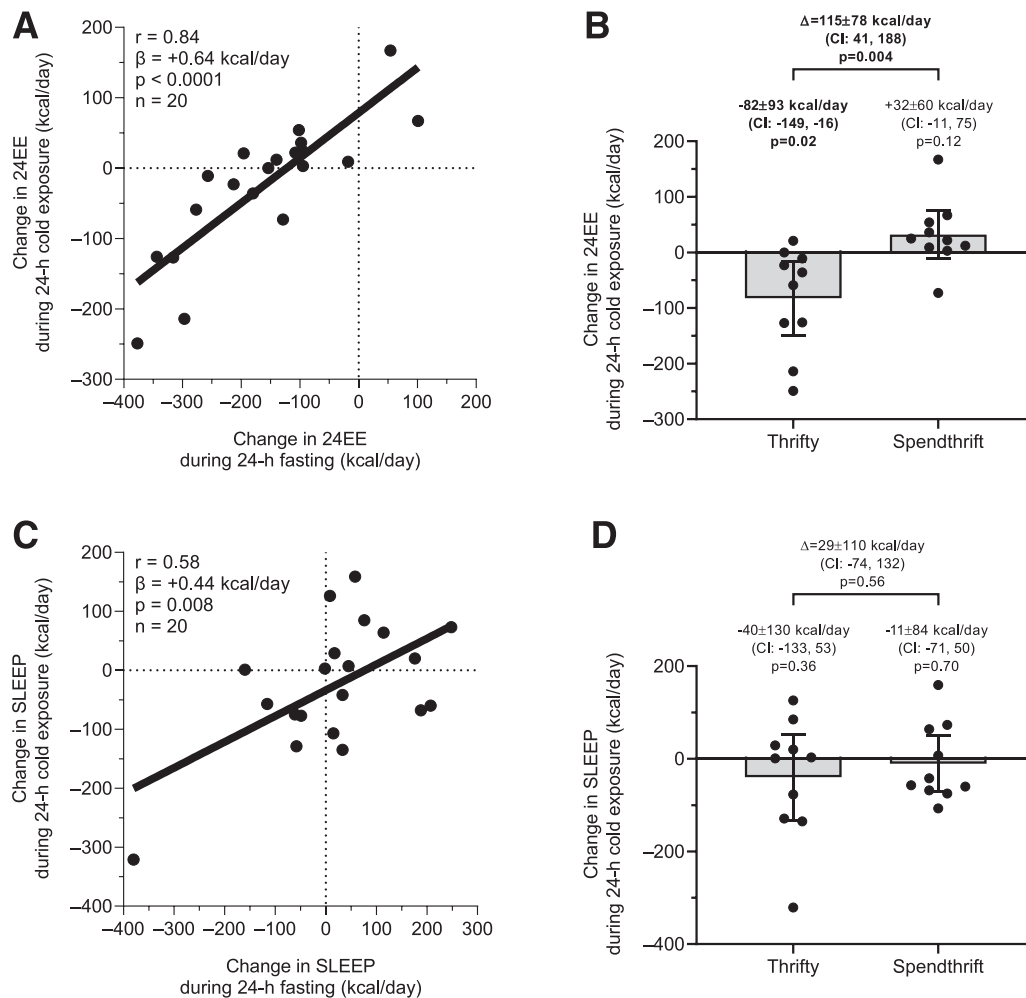 A
r = 0.84
β = +0.64 kcal/day
p < 0.0001
n = 20
Change in 24EE
during 24-h cold exposure (kcal/day)
200
100
0
−100
−200
−300
−400
−300
−200
−100
0
100
200
Change in 24EE
during 24-h fasting (kcal/day)
B
Δ=115±78 kcal/day
(CI: 41, 188)
p=0.004
-82±93 kcal/day
(CI: -149, -16)
p=0.02
+32±60 kcal/day
(CI: -11, 75)
p=0.12
Change in 24EE
during 24-h cold exposure (kcal/day)
200
100
0
−100
−200
−300
Thrifty
Spendthrift
C
r = 0.58
β = +0.44 kcal/day
p = 0.008
n = 20
Change in SLEEP
during 24-h cold exposure (kcal/day)
200
100
0
−100
−200
−300
−400
−400
−300
−200
−100
0
100
200
300
Change in SLEEP
during 24-h fasting (kcal/day)
D
Δ=29±110 kcal/day
(CI: -74, 132)
p=0.56
-40±130 kcal/day
(CI: -133, 53)
p=0.36
-11±84 kcal/day
(CI: -71, 50)
p=0.70
Change in SLEEP
during 24-h cold exposure (kcal/day)
200
0
−200
−400
Thrifty
Spendthrift